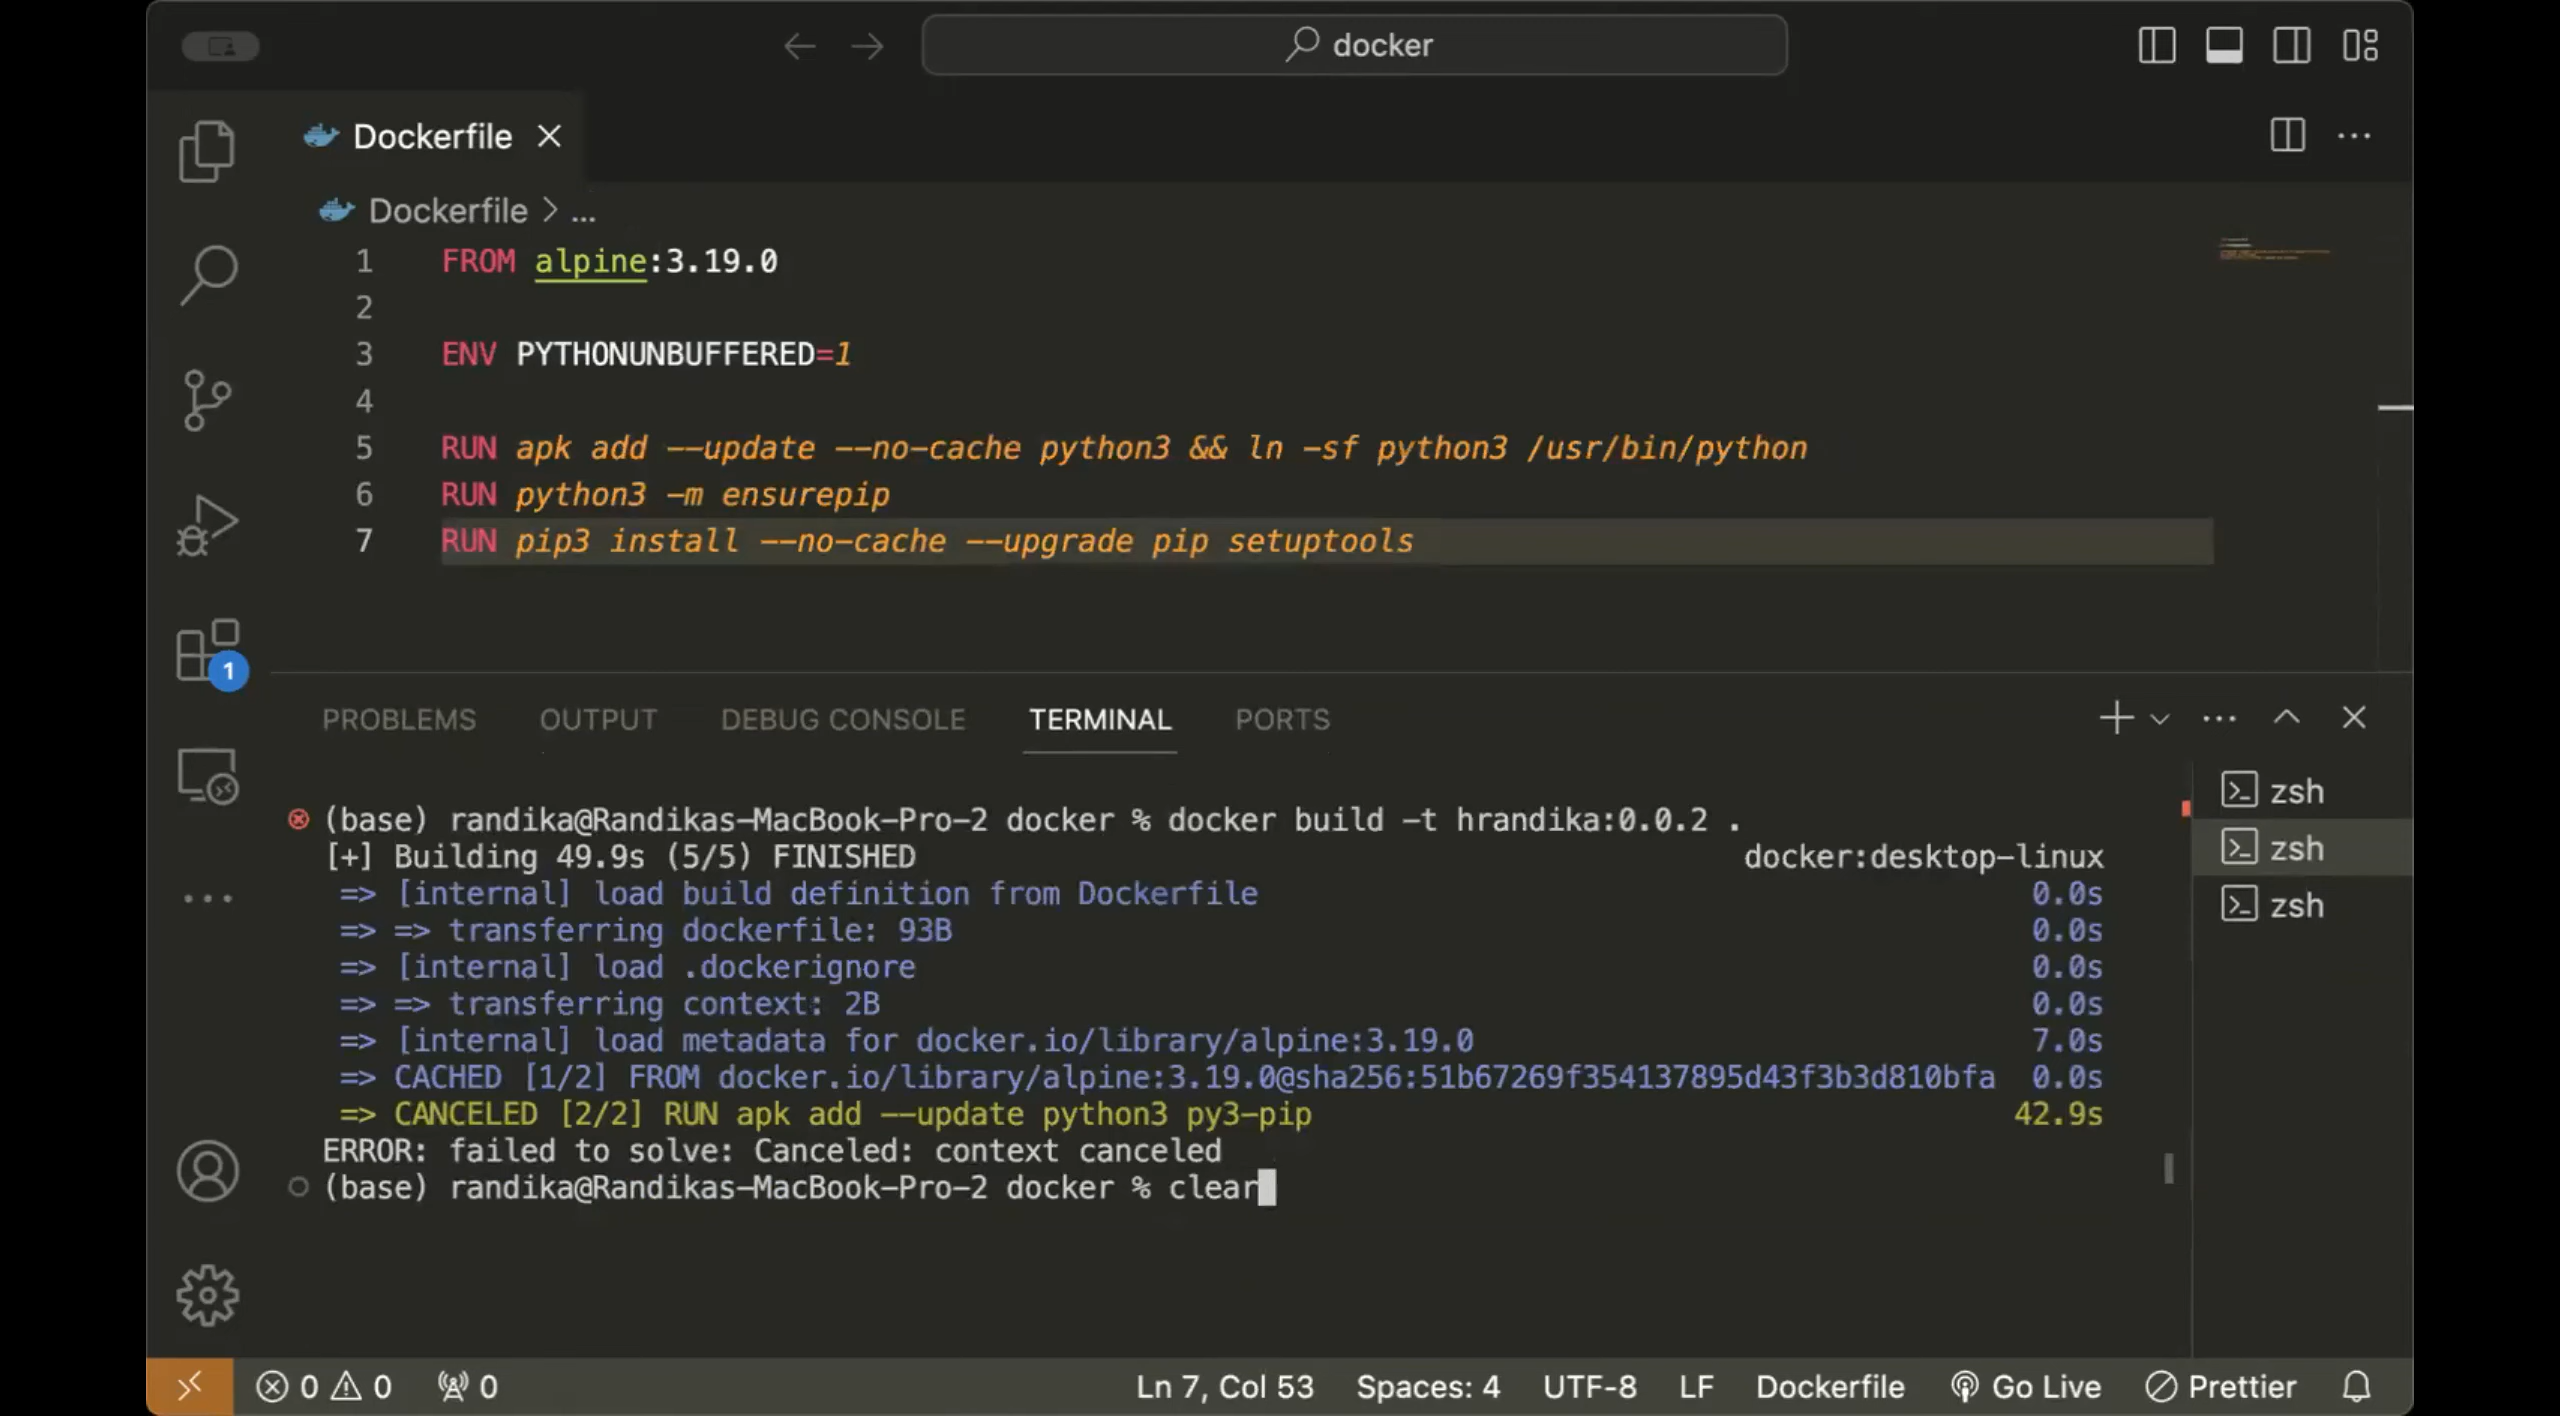 docker
Dockerfile
Dockerfile > ...
1 FROM alpine:3.19.0
2
3 ENV PYTHONUNBUFFERED=1
4
5 RUN apk add --update --no-cache python3 && ln -sf python3 /usr/bin/python
6 RUN python3 -m ensurepip
7 RUN pip3 install --no-cache --upgrade pip setuptools
1
PROBLEMS OUTPUT DEBUG CONSOLE TERMINAL PORTS
zsh
zsh
zsh
(base) randika@Randikas-MacBook-Pro-2 docker % docker build -t hrandika:0.0.2 .
[+] Building 49.9s (5/5) FINISHED docker:desktop-linux
=> [internal] load build definition from Dockerfile 0.0s
=> => transferring dockerfile: 93B 0.0s
=> [internal] load .dockerignore 0.0s
=> => transferring context: 2B 0.0s
=> [internal] load metadata for docker.io/library/alpine:3.19.0 7.0s
=> CACHED [1/2] FROM docker.io/library/alpine:3.19.0@sha256:51b67269f354137895d43f3b3d810bfa 0.0s
=> CANCELED [2/2] RUN apk add --update python3 py3-pip 42.9s
ERROR: failed to solve: Canceled: context canceled
(base) randika@Randikas-MacBook-Pro-2 docker % clear
0 0 0 Ln 7, Col 53 Spaces: 4 UTF-8 LF Dockerfile Go Live Prettier